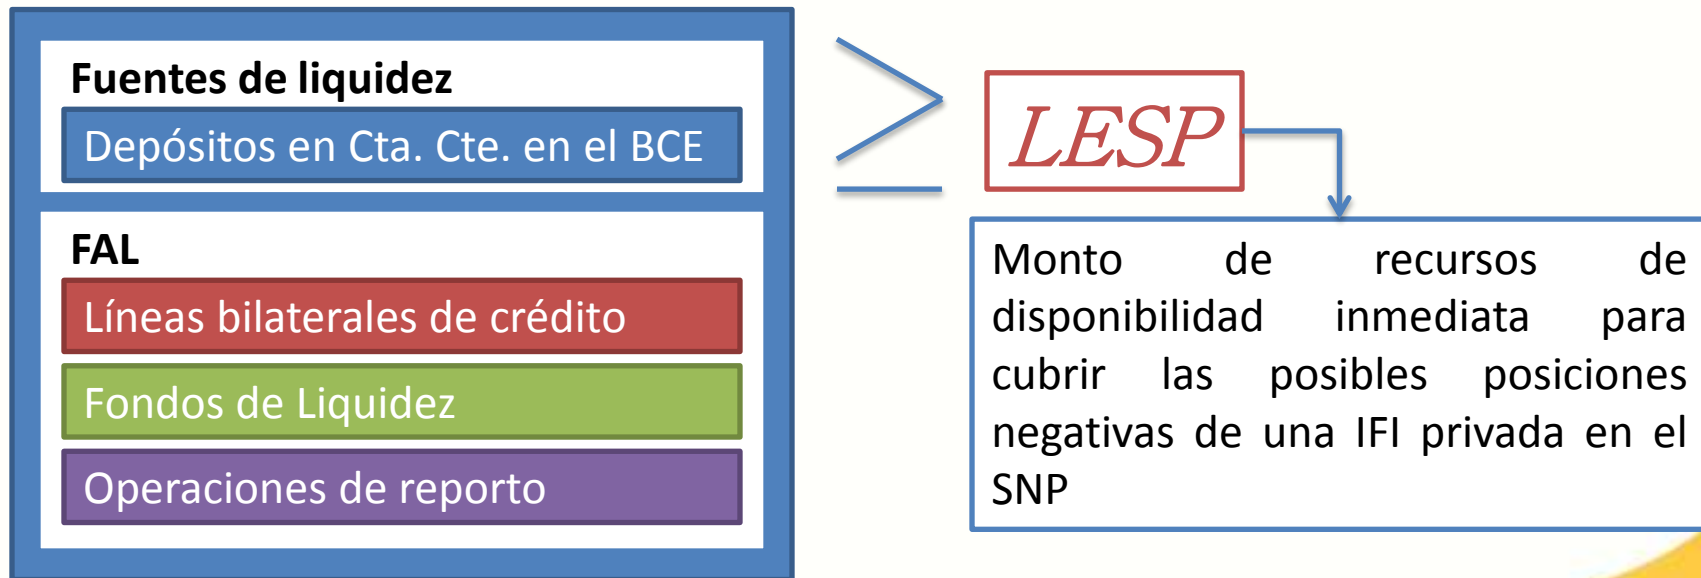 Fuentes de liquidez
Depósitos en Cta. Cte. en el BCE
FAL
Líneas bilaterales de crédito
Fondos de Liquidez
Operaciones de reporto
≥
LESP
Monto de recursos de
disponibilidad inmediata para
cubrir las posibles posiciones
negativas de una IFI privada en el
SNP